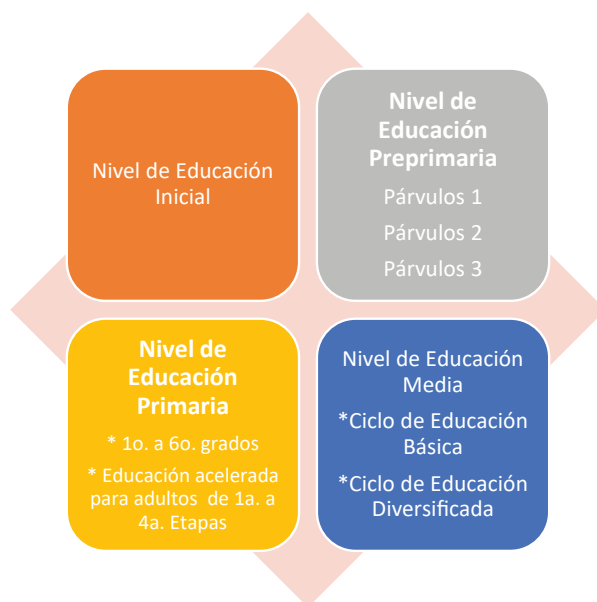 Nivel de Educación
Inicial
Nivel de
Educación
Preprimaria
Párvulos 1
Párvulos 2
Párvulos 3
Nivel de
Educación
Primaria
* 1o. a 6o. grados
* Educación acelerada
para adultos de 1a. a
4a. Etapas
Nivel de Educación
Media
*Ciclo de Educación
Básica
*Ciclo de Educación
Diversificada